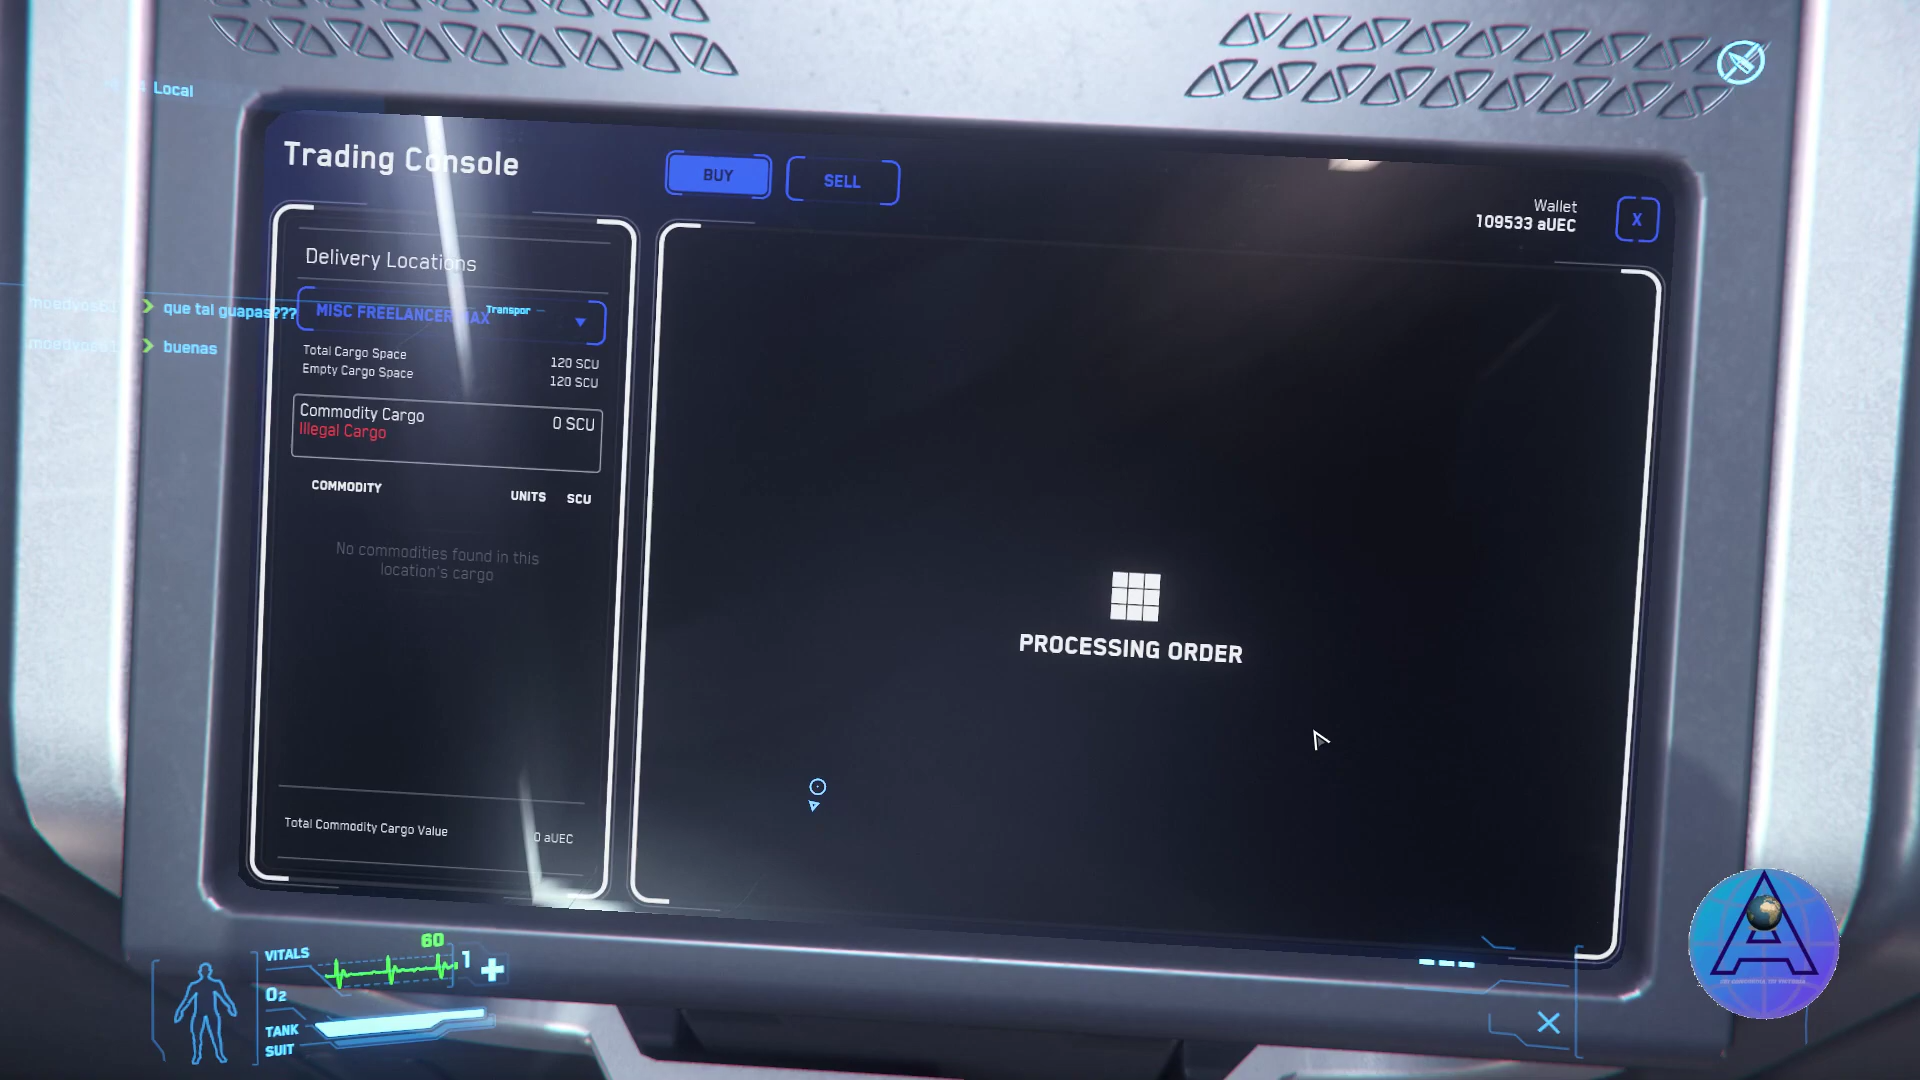 Local
Trading Console
BUY
SELL
Wallet
109533 aUEC
X
Delivery Locations
MISC FREELANCER MAX
Transpor
que tal guapas???
buenas
Total Cargo Space 120 SCU
Empty Cargo Space 120 SCU
Commodity Cargo 0 SCU
Illegal Cargo
COMMODITY UNITS SCU
No commodities found in this
location's cargo
PROCESSING ORDER
Total Commodity Cargo Value 0 aUEC
60
VITALS
1
O2
TANK
SUIT